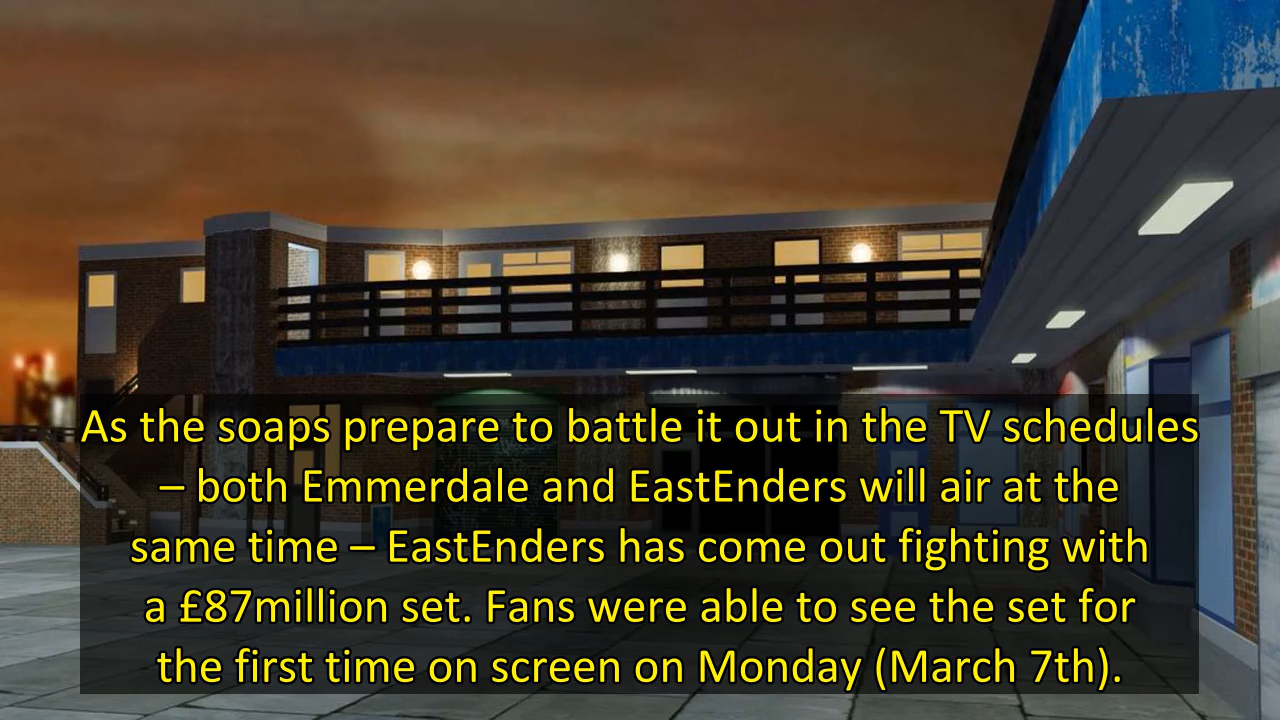 As the soaps prepare to battle it out in the TV schedules
– both Emmerdale and EastEnders will air at the
same time – EastEnders has come out fighting with
a £87million set. Fans were able to see the set for
the first time on screen on Monday (March 7th).